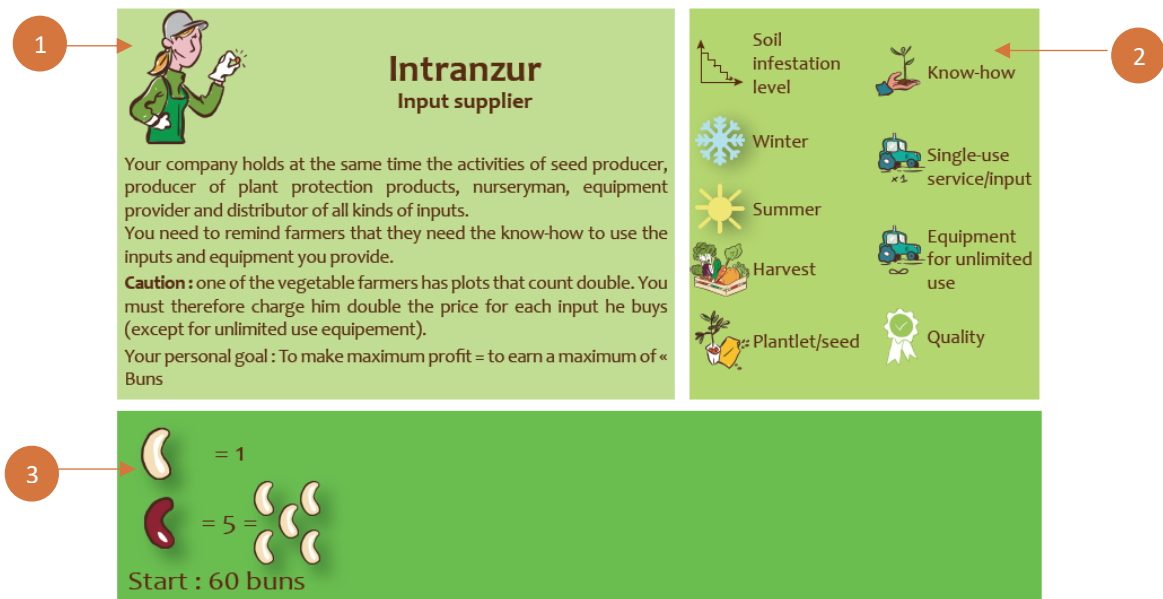 1
Intranzur
Input supplier
Your company holds at the same time the activities of seed producer,
producer of plant protection products, nurseryman, equipment
provider and distributor of all kinds of inputs.
You need to remind farmers that they need the know-how to use the
inputs and equipment you provide.
Caution : one of the vegetable farmers has plots that count double. You
must therefore charge him double the price for each input he buys
(except for unlimited use equipement).
Your personal goal : To make maximum profit = to earn a maximum of «
Buns
2
Soil
infestation
level
Winter
Summer
Harvest
Plantlet/seed
Know-how
x1
Single-use
service/input
Equipment
for unlimited
use
∞
Quality
3
= 1
= 5 =
Start : 60 buns